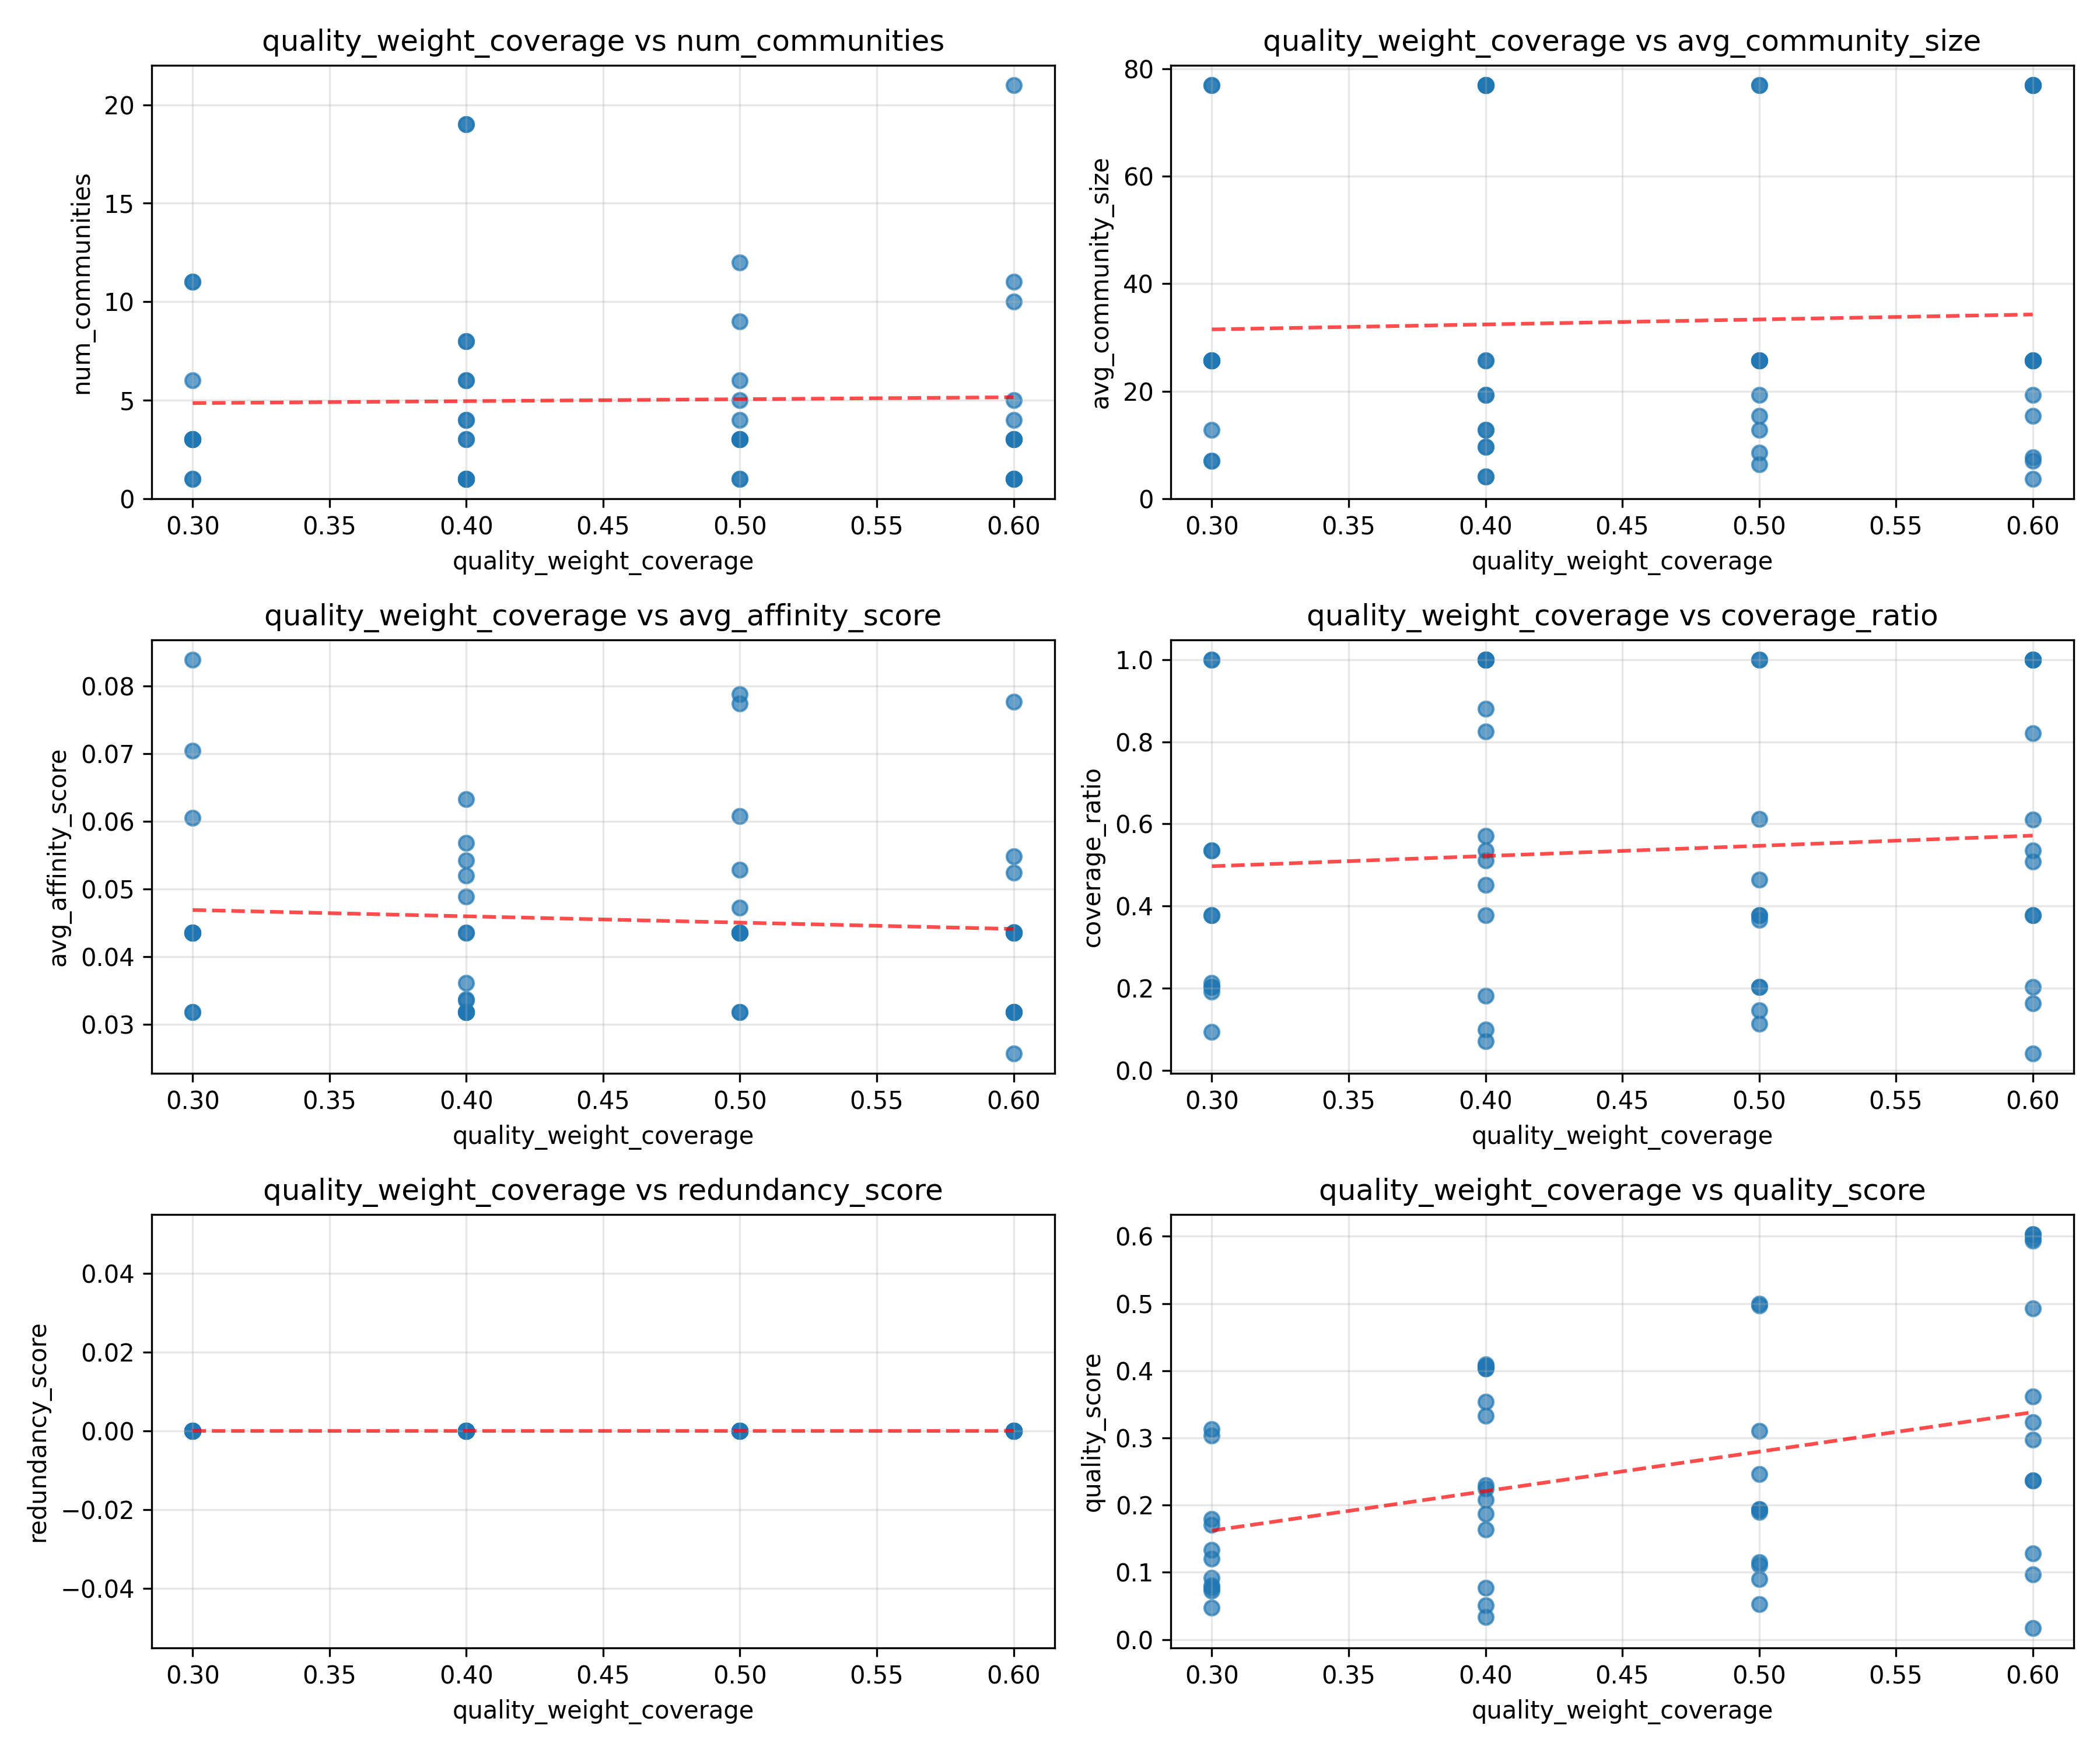 quality_weight_coverage vs num_communities
num_communities
20
15
10
5
0
0.30 0.35 0.40 0.45 0.50 0.55 0.60
quality_weight_coverage
quality_weight_coverage vs avg_community_size
avg_community_size
80
60
40
20
0
0.30 0.35 0.40 0.45 0.50 0.55 0.60
quality_weight_coverage
quality_weight_coverage vs avg_affinity_score
avg_affinity_score
0.08
0.07
0.06
0.05
0.04
0.03
0.30 0.35 0.40 0.45 0.50 0.55 0.60
quality_weight_coverage
quality_weight_coverage vs coverage_ratio
coverage_ratio
1.0
0.8
0.6
0.4
0.2
0.0
0.30 0.35 0.40 0.45 0.50 0.55 0.60
quality_weight_coverage
quality_weight_coverage vs redundancy_score
redundancy_score
0.04
0.02
0.00
−0.02
−0.04
0.30 0.35 0.40 0.45 0.50 0.55 0.60
quality_weight_coverage
quality_weight_coverage vs quality_score
quality_score
0.6
0.5
0.4
0.3
0.2
0.1
0.0
0.30 0.35 0.40 0.45 0.50 0.55 0.60
quality_weight_coverage